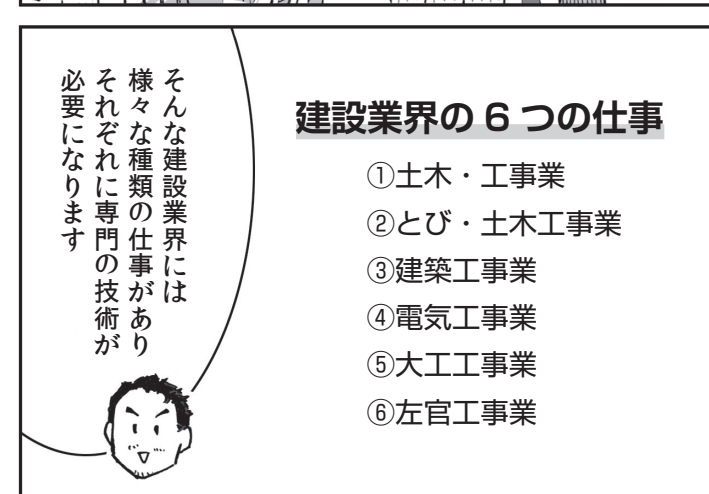 そんな建設業界には
様々な種類の仕事があり
それぞれに専門の技術が
必要になります
建設業界の6つの仕事
①土木・工事業
②とび・土木工事業
③建築工事業
④電気工事業
⑤大工工事業
⑥左官工事業